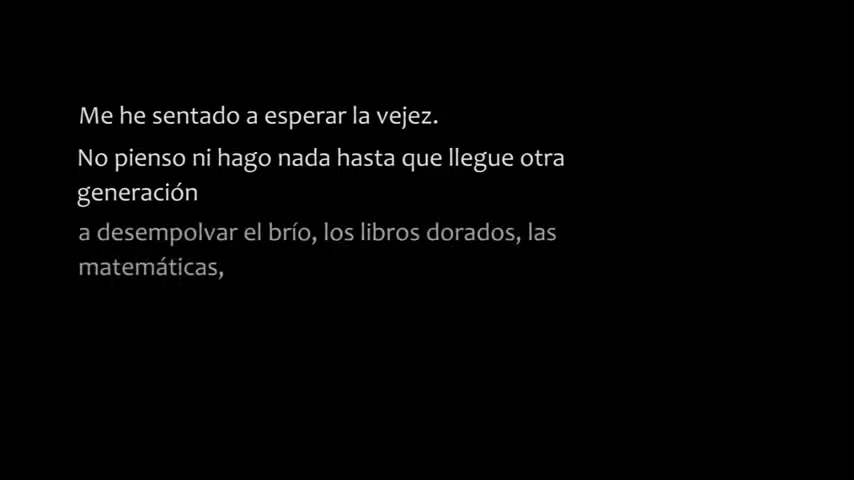 Me he sentado a esperar la vejez.
No pienso ni hago nada hasta que llegue otra
generación
a desempolvar el brío, los libros dorados, las
matemáticas,